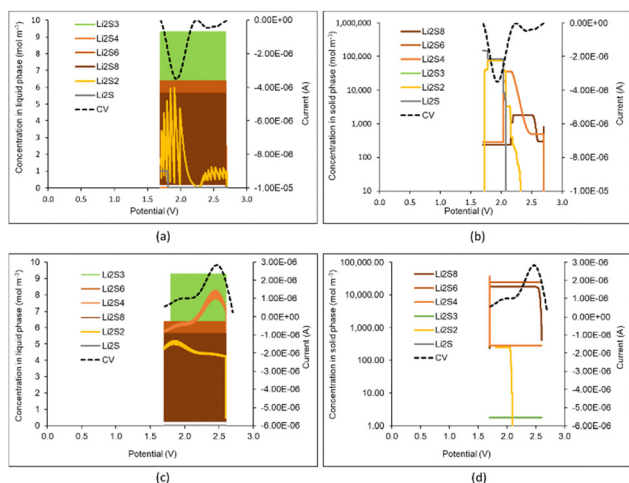 Li2S3
Li2S4
Li2S6
Li2S8
Li2S2
Li2S
CV
Concentration in liquid phase (mol m⁻³)
10
9
8
7
6
5
4
3
2
1
0
0.00E+00
-2.00E-06
-4.00E-06
-6.00E-06
-8.00E-06
-1.00E-05
Current (A)
0.0 0.5 1.0 1.5 2.0 2.5 3.0
Potential (V)
(a)
Li2S8
Li2S6
Li2S4
Li2S3
Li2S2
Li2S
CV
Concentration in solid phase (mol m⁻³)
1,000,000
100,000
10,000
1,000
100
10
0.00E+00
-2.00E-06
-4.00E-06
-6.00E-06
-8.00E-06
-1.00E-05
Current (A)
0.0 0.5 1.0 1.5 2.0 2.5 3.0
Potential (V)
(b)
Li2S3
Li2S6
Li2S4
Li2S8
Li2S2
Li2S
CV
Concentration in liquid phase (mol m⁻³)
10
9
8
7
6
5
4
3
2
1
0
3.00E-06
2.00E-06
1.00E-06
0.00E+00
-1.00E-06
-2.00E-06
-3.00E-06
-4.00E-06
-5.00E-06
-6.00E-06
Current (A)
0.0 0.5 1.0 1.5 2.0 2.5 3.0
Potential (V)
(c)
Li2S8
Li2S6
Li2S4
Li2S3
Li2S2
Li2S
CV
Concentration in solid phase (mol m⁻³)
100,000.00
10,000.00
1,000.00
100.00
10.00
1.00
3.00E-06
2.00E-06
1.00E-06
0.00E+00
-1.00E-06
-2.00E-06
-3.00E-06
-4.00E-06
-5.00E-06
-6.00E-06
Current (A)
0.0 0.5 1.0 1.5 2.0 2.5 3.0
Potential (V)
(d)